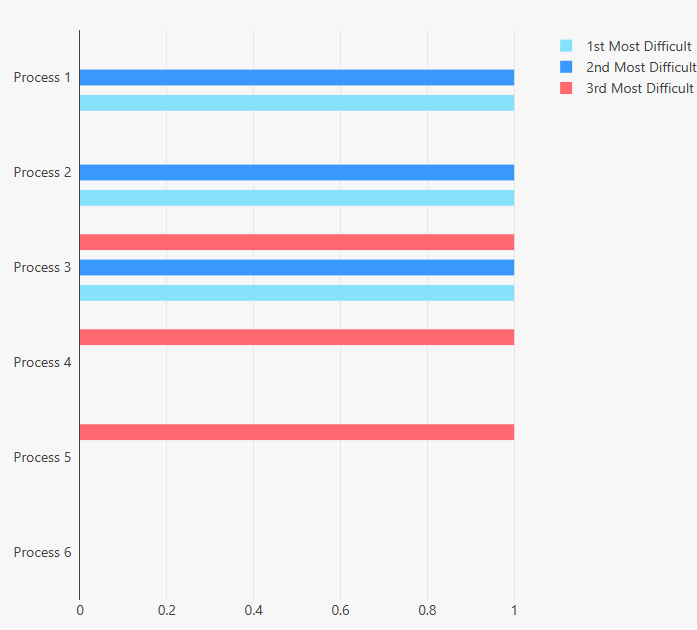 1st Most Difficult
2nd Most Difficult
3rd Most Difficult
Process 1
Process 2
Process 3
Process 4
Process 5
Process 6
0 0.2 0.4 0.6 0.8 1